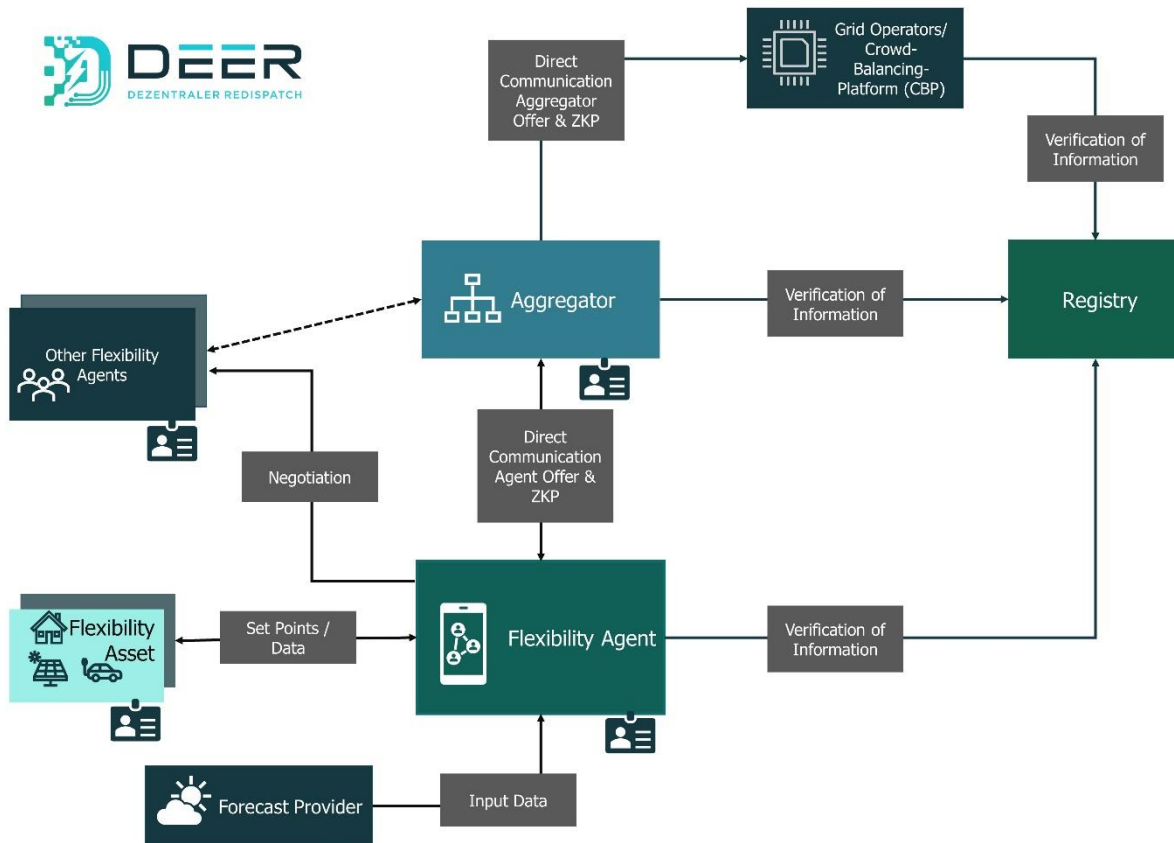 DEER
DEZENTRALER REDISPATCH
Direct
Communication
Aggregator
Offer & ZKP
Grid Operators/
Crowd-
Balancing-
Platform (CBP)
Verification of
Information
Aggregator
Verification of
Information
Registry
Other Flexibility
Agents
Negotiation
Direct
Communication
Agent Offer &
ZKP
Flexibility
Asset
Set Points /
Data
Flexibility Agent
Verification of
Information
Forecast Provider
Input Data